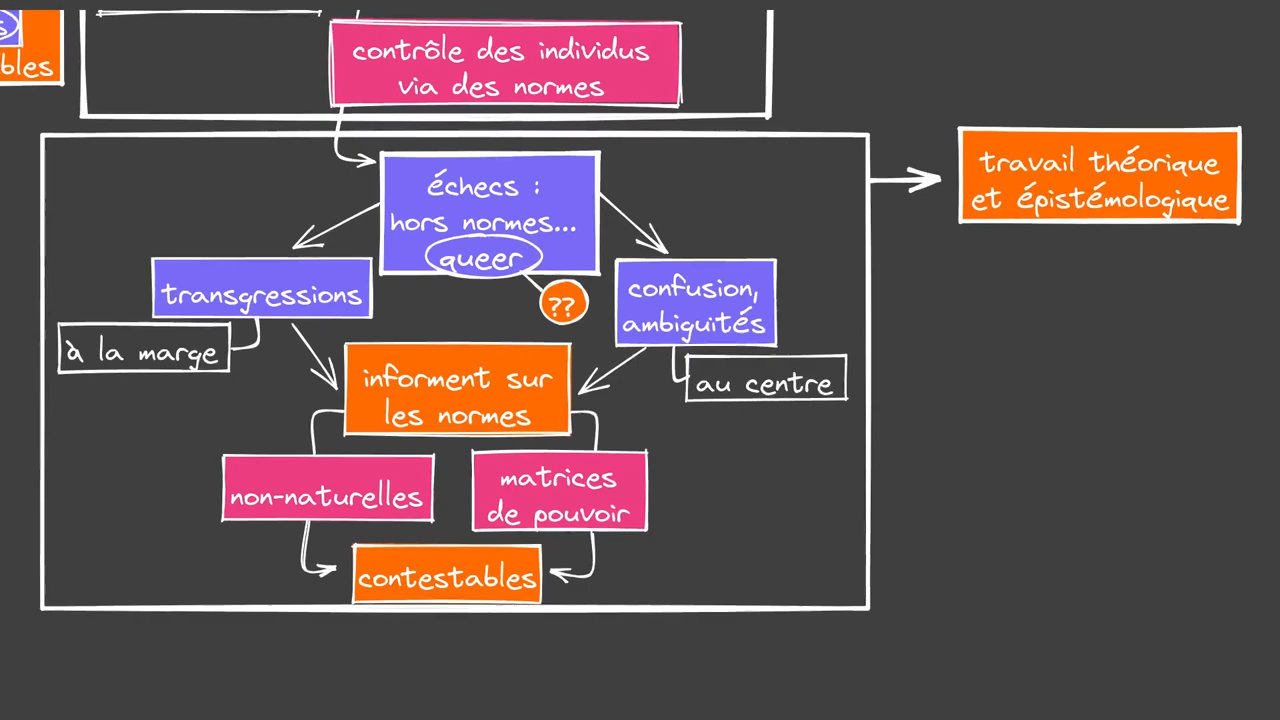 s
bles
contrôle des individus
via des normes
échecs :
hors normes...
queer
??
travail théorique
et épistémologique
transgressions
à la marge
confusion,
ambiguités
au centre
informent sur
les normes
non-naturelles
matrices
de pouvoir
contestables